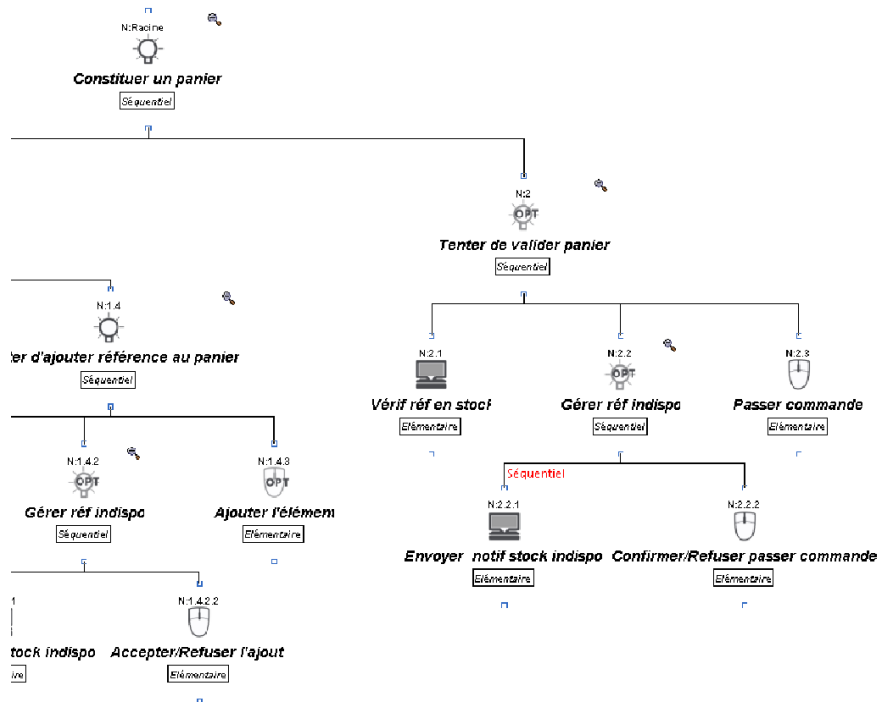 N:Racine
Constituer un panier
Séquentiel
N:2
OPT
Tenter de valider panier
Séquentiel
N:1.4
ter d'ajouter référence au panier
Séquentiel
N:2.1
Vérif réf en stock
Elémentaire
N:2.2
OPT
Gérer réf indispo
Séquentiel
N:2.3
Passer commande
Elémentaire
N:1.4.2
OPT
Gérer réf indispo
Séquentiel
N:1.4.3
OPT
Ajouter l'élémen
Elémentaire
Séquentiel
N:2.2.1
Envoyer notif stock indispo
Elémentaire
N:2.2.2
Confirmer/Refuser passer commande
Elémentaire
1
tock indispo
ire
N:1.4.2.2
Accepter/Refuser l'ajout
Elémentaire